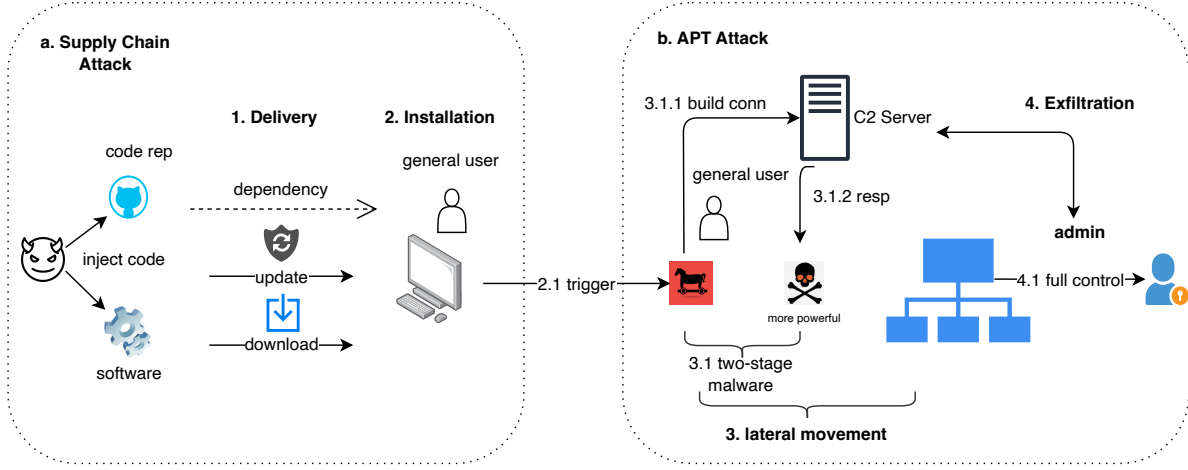 a. Supply Chain
Attack
1. Delivery
2. Installation
code rep
general user
dependency
inject code
update
download
software
2.1 trigger
b. APT Attack
3.1.1 build conn
C2 Server
4. Exfiltration
general user
3.1.2 resp
admin
4.1 full control
more powerful
3.1 two-stage
malware
3. lateral movement